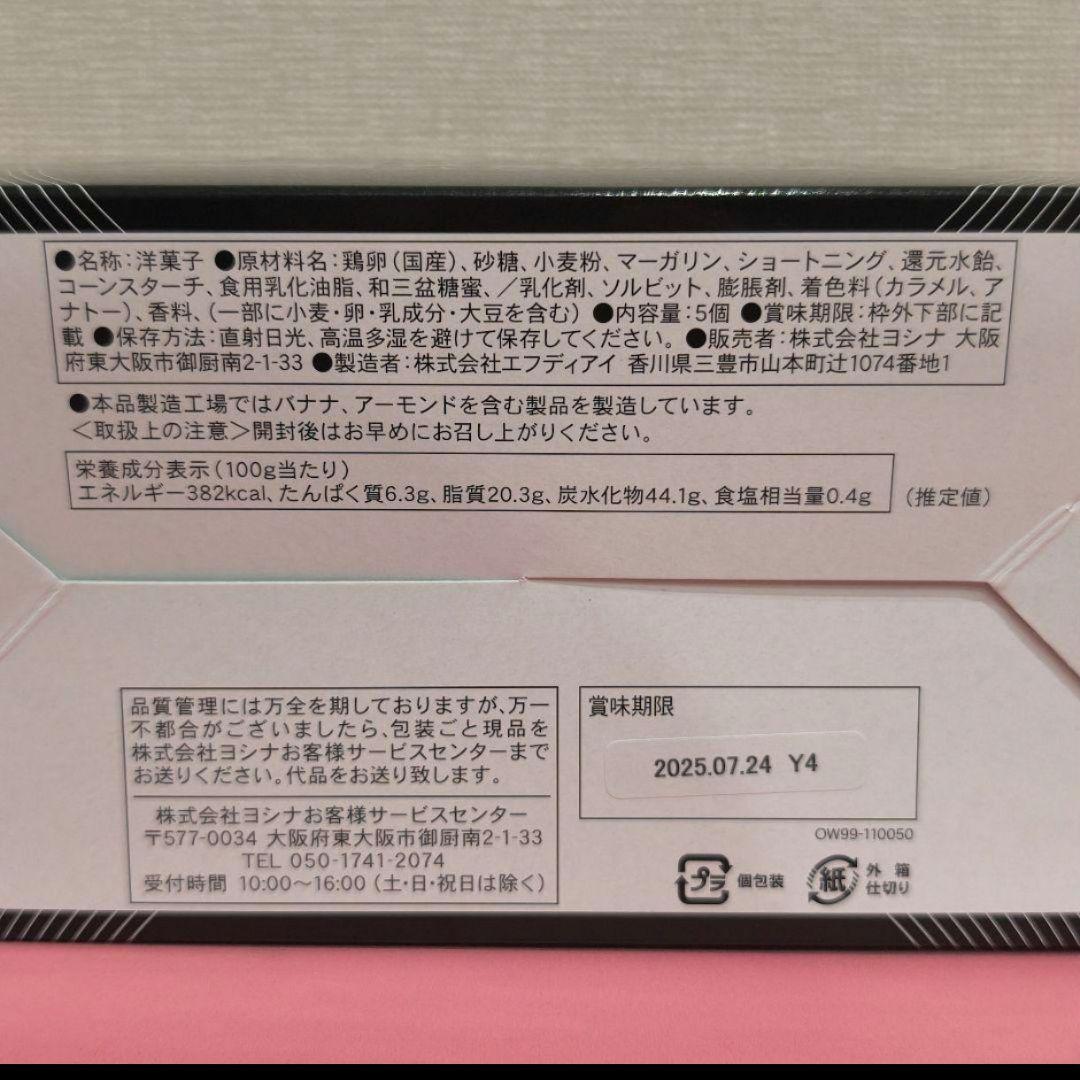 ●名称：洋菓子 ●原材料名：鶏卵（国産）、砂糖、小麦粉、マーガリン、ショートニング、還元水飴、
コーンスターチ、食用乳化油脂、和三盆糖蜜、／乳化剤、ソルビット、膨脹剤、着色料（カラメル、ア
ナトー）、香料、（一部に小麦・卵・乳成分・大豆を含む） ●内容量：5個 ●賞味期限：枠外下部に記
載 ●保存方法：直射日光、高温多湿を避けて保存してください。 ●販売者：株式会社ヨシナ 大阪
府東大阪市御厨南2-1-33 ●製造者：株式会社エフディアイ 香川県三豊市山本町辻1074番地1
●本品製造工場ではバナナ、アーモンドを含む製品を製造しています。
＜取扱上の注意＞開封後はお早めにお召し上がりください。
栄養成分表示（100g当たり）
エネルギー382kcal、たんぱく質6.3g、脂質20.3g、炭水化物44.1g、食塩相当量0.4g （推定値）
品質管理には万全を期しておりますが、万一
不都合がございましたら、包装ごと現品を
株式会社ヨシナお客様サービスセンターまで
お送りください。代品をお送り致します。
株式会社ヨシナお客様サービスセンター
〒577-0034 大阪府東大阪市御厨南2-1-33
TEL 050-1741-2074
受付時間 10:00～16:00（土・日・祝日は除く）
賞味期限
2025.07.24 Y4
OW99-110050
プラ 個包装
紙 外箱
仕切り